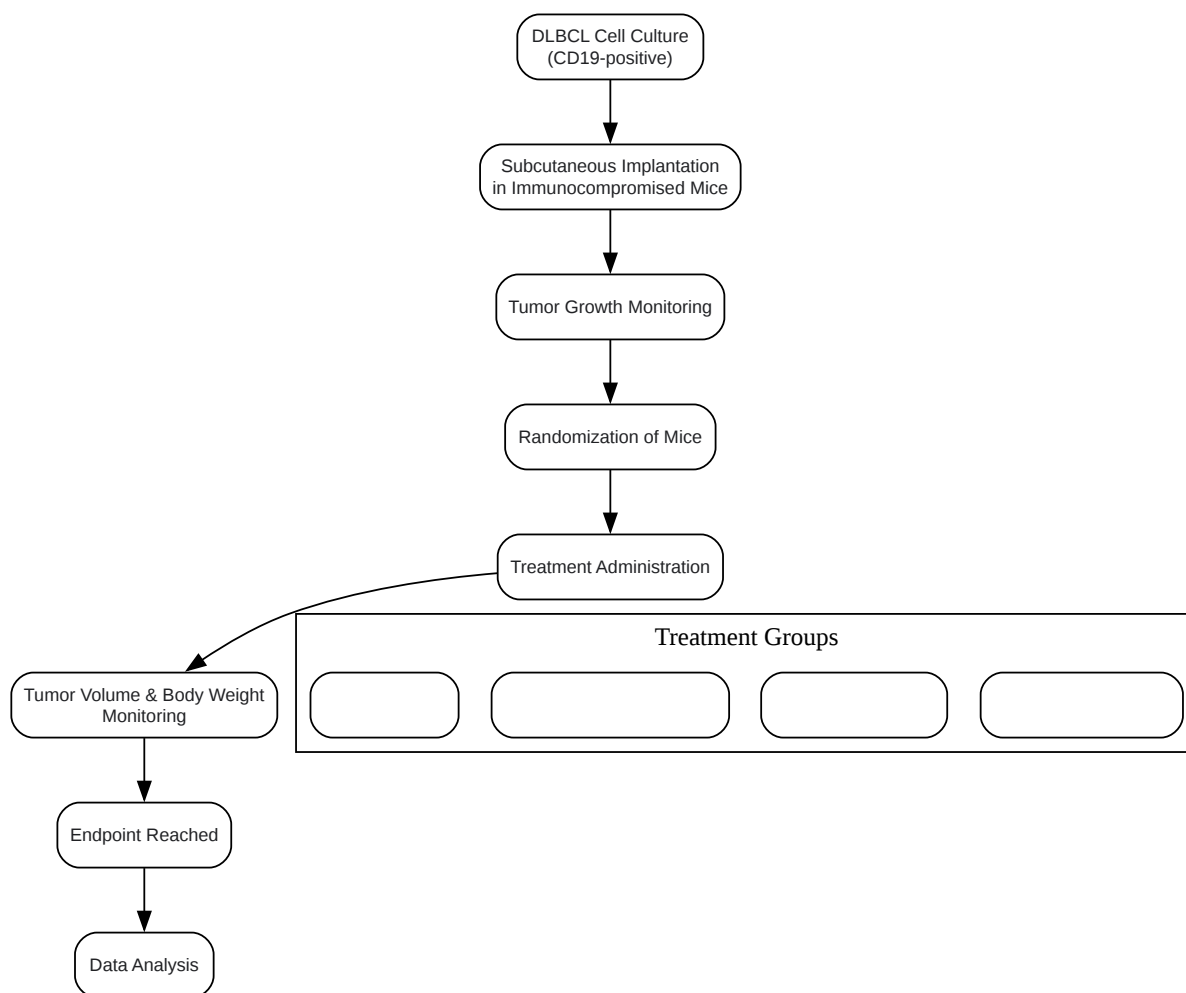 DLBCL Cell Culture
(CD19-positive)
Subcutaneous Implantation
in Immunocompromised Mice
Tumor Growth Monitoring
Randomization of Mice
Treatment Administration
Treatment Groups
Tumor Volume & Body Weight
Monitoring
Endpoint Reached
Data Analysis